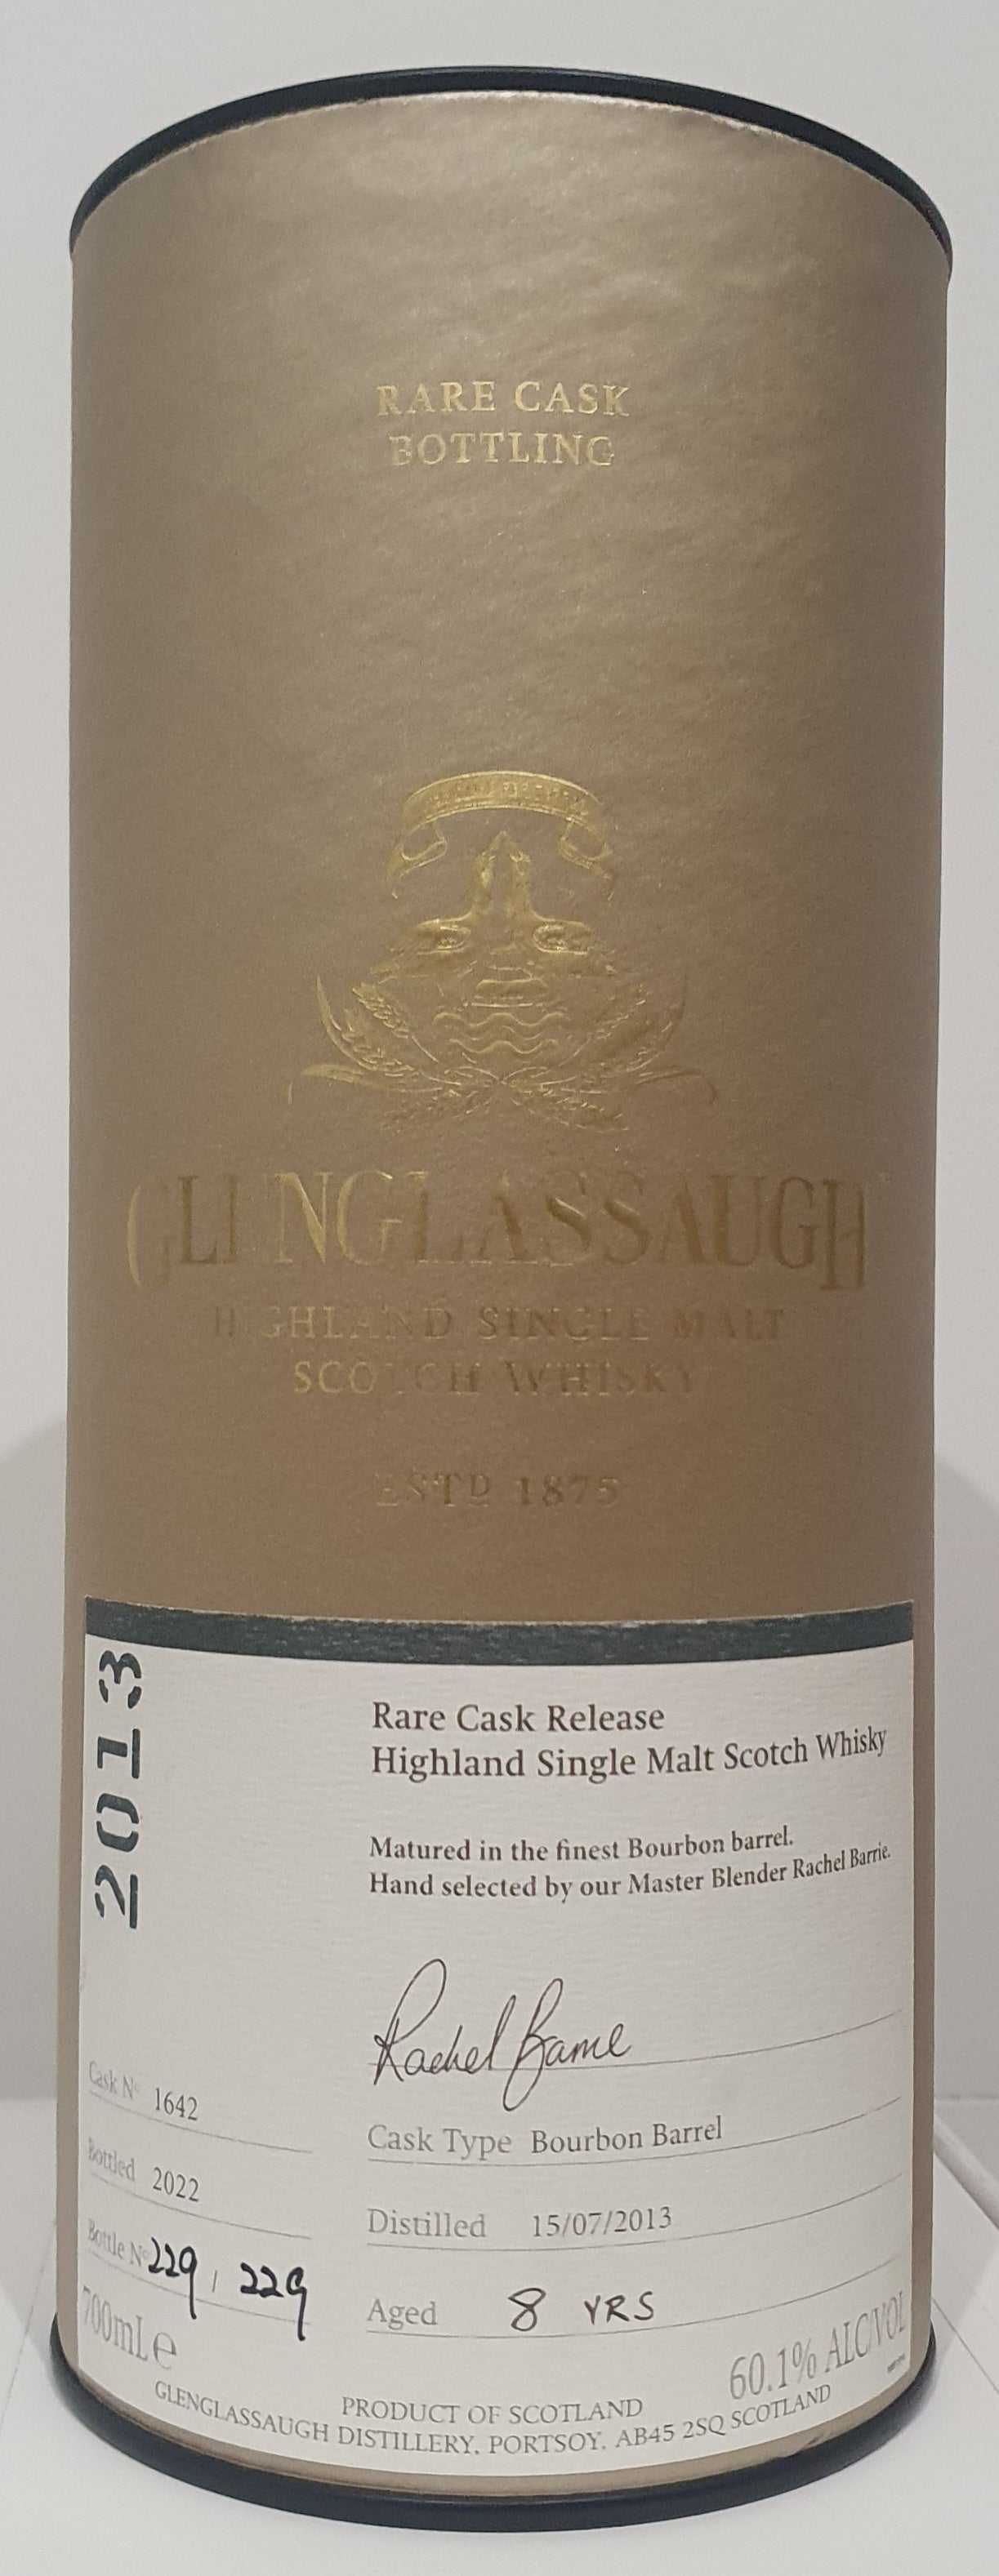 RARE CASK
BOTTLING
GLENGLASSAUGH
HIGHLAND SINGLE MALT
SCOTCH WHISKY
ESTD 1875
2013
Rare Cask Release
Highland Single Malt Scotch Whisky
Matured in the finest Bourbon barrel.
Hand selected by our Master Blender Rachel Barrie.
Rachel Barrie
Cask Nº 1642
Cask Type Bourbon Barrel
Bottled 2022
Distilled 15/07/2013
Bottle Nº 229 / 229
Aged 8 YRS
700mL e
60.1% ALC/VOL
PRODUCT OF SCOTLAND
GLENGLASSAUGH DISTILLERY, PORTSOY, AB45 2SQ SCOTLAND